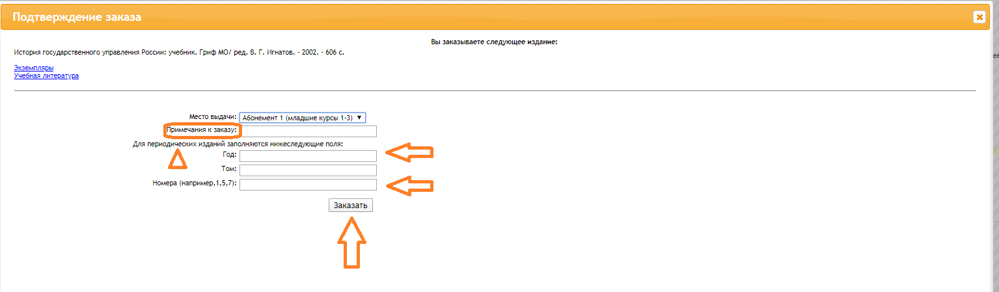 Подтверждение заказа
Вы заказываете следующее издание:
История государственного управления России: учебник. Гриф МО/ ред. В. Г. Игнатов. - 2002. - 606 с.
Экземпляры
Учебная литература
Место выдачи: Абонемент 1 (младшие курсы 1-3)
Примечания к заказу:
Для периодических изданий заполняются нижеследующие поля:
Год:
Том:
Номера (например,1,5,7):
Заказать